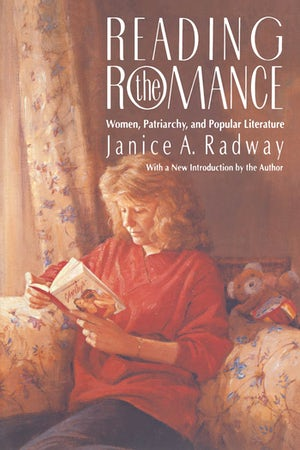 READING
the
ROMANCE
Women, Patriarchy, and Popular Literature
Janice A. Radway
With a New Introduction by the Author